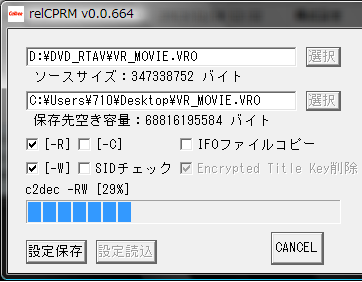 CaBee relCPRM v0.0.664
D:¥DVD_RTAV¥VR_MOVIE.VRO 選択
ソースサイズ:347338752 バイト
C:¥Users¥710¥Desktop¥VR_MOVIE.VRO 選択
保存先空き容量:68816195584 バイト
[-R] [-C] IFOファイルコピー
[-W] SIDチェック Encrypted Title Key削除
c2dec -RW [29%]
設定保存 設定読込 CANCEL